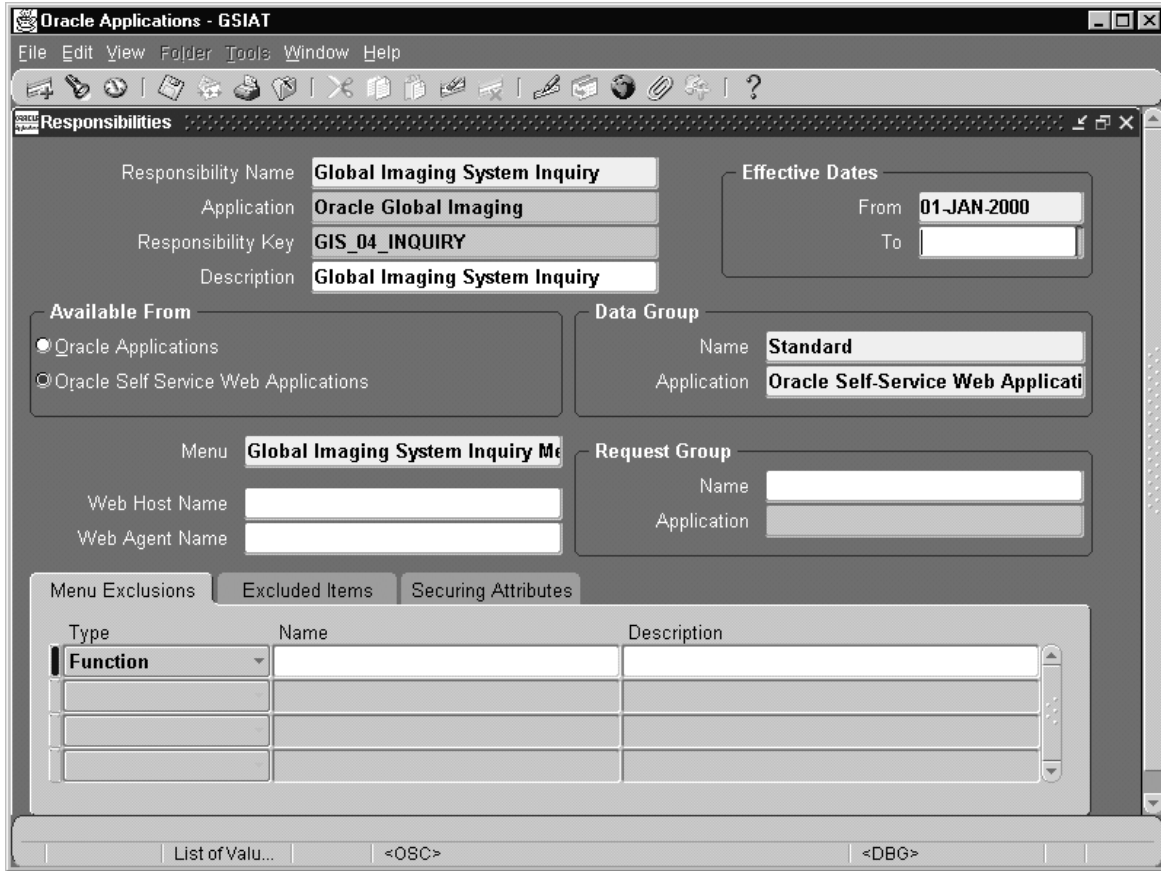 Oracle Applications - GSIAT
File Edit View Folder Tools Window Help
?
ORACLE
Applications
Responsibilities
Responsibility Name Global Imaging System Inquiry
Application Oracle Global Imaging
Responsibility Key GIS_04_INQUIRY
Description Global Imaging System Inquiry
Effective Dates
From 01-JAN-2000
To
Available From
Oracle Applications
Oracle Self Service Web Applications
Data Group
Name Standard
Application Oracle Self-Service Web Applicati
Menu Global Imaging System Inquiry Me
Web Host Name
Web Agent Name
Request Group
Name
Application
Menu Exclusions Excluded Items Securing Attributes
Type Name Description
Function
List of Valu... <OSC> <DBG>